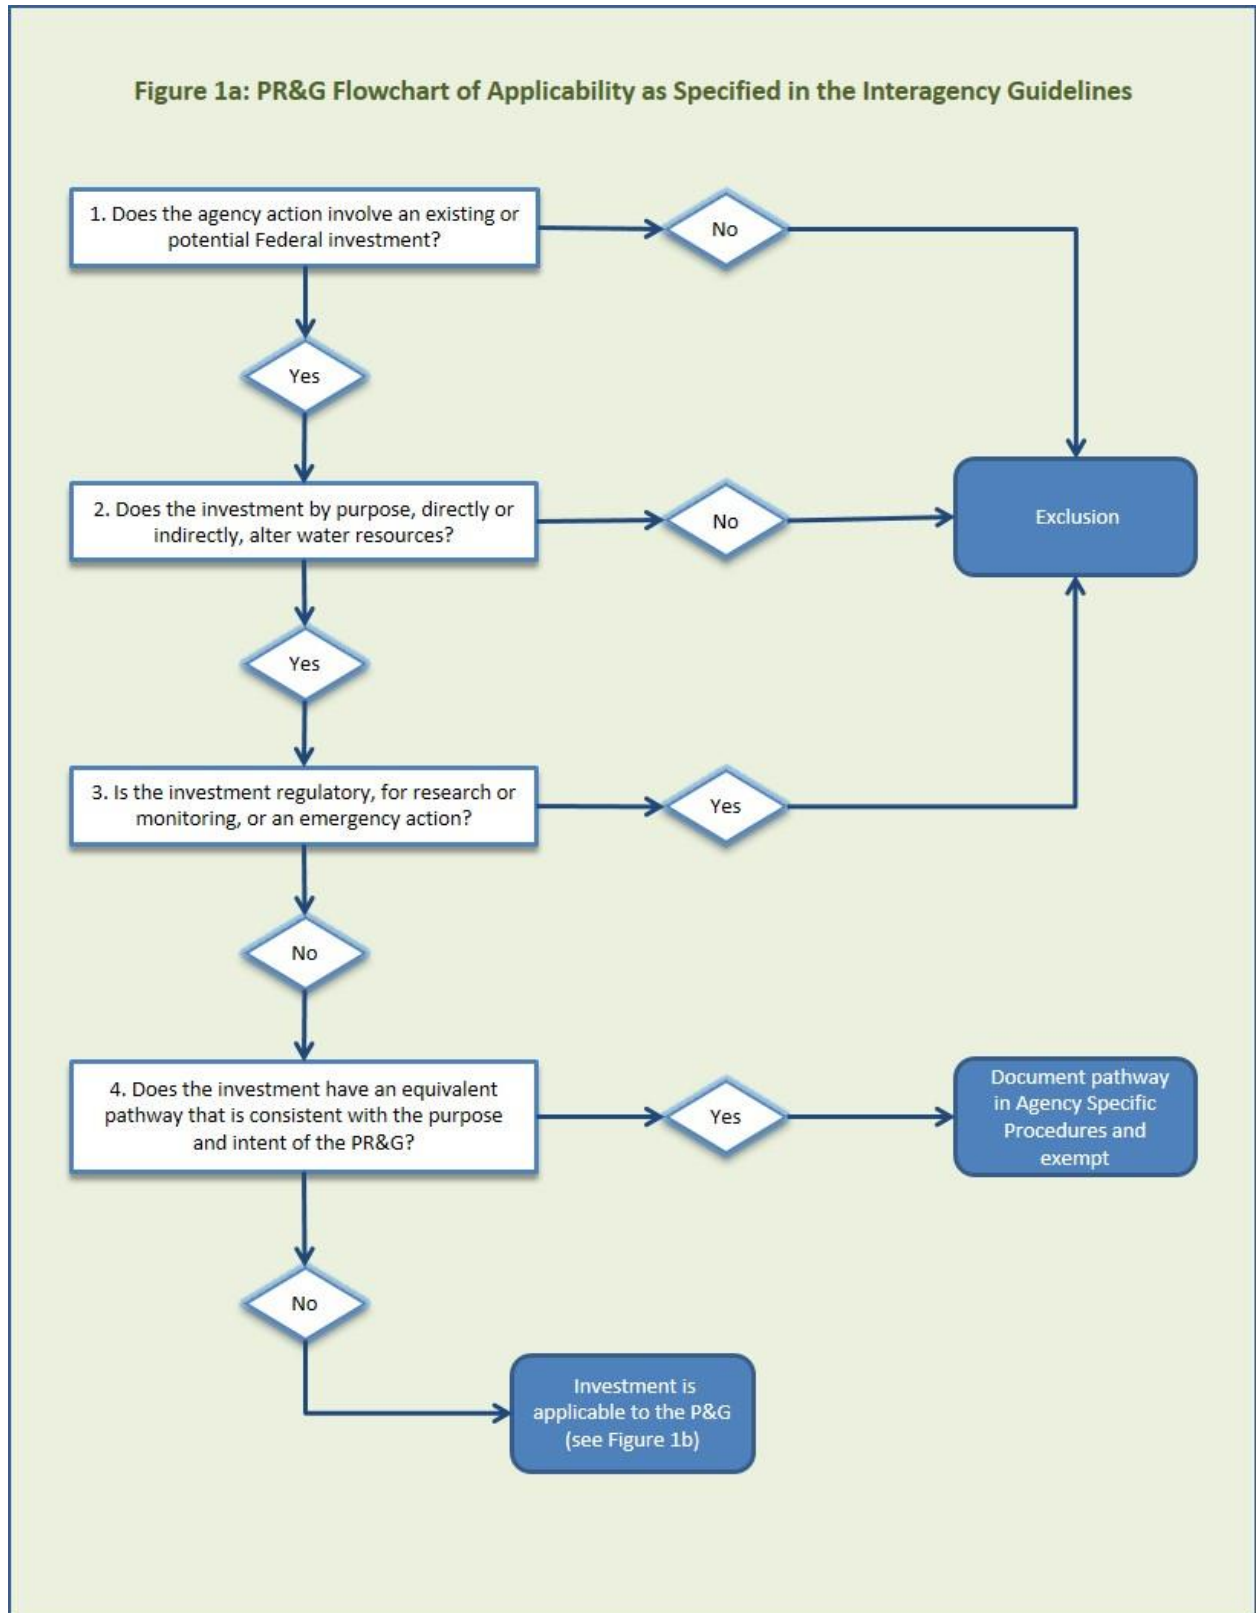 Figure 1a: PR&G Flowchart of Applicability as Specified in the Interagency Guidelines
1. Does the agency action involve an existing or
potential Federal investment?
No
Yes
2. Does the investment by purpose, directly or
indirectly, alter water resources?
No
Exclusion
Yes
3. Is the investment regulatory, for research or
monitoring, or an emergency action?
Yes
No
4. Does the investment have an equivalent
pathway that is consistent with the purpose
and intent of the PR&G?
Yes
Document pathway
in Agency Specific
Procedures and
exempt
No
Investment is
applicable to the P&G
(see Figure 1b)